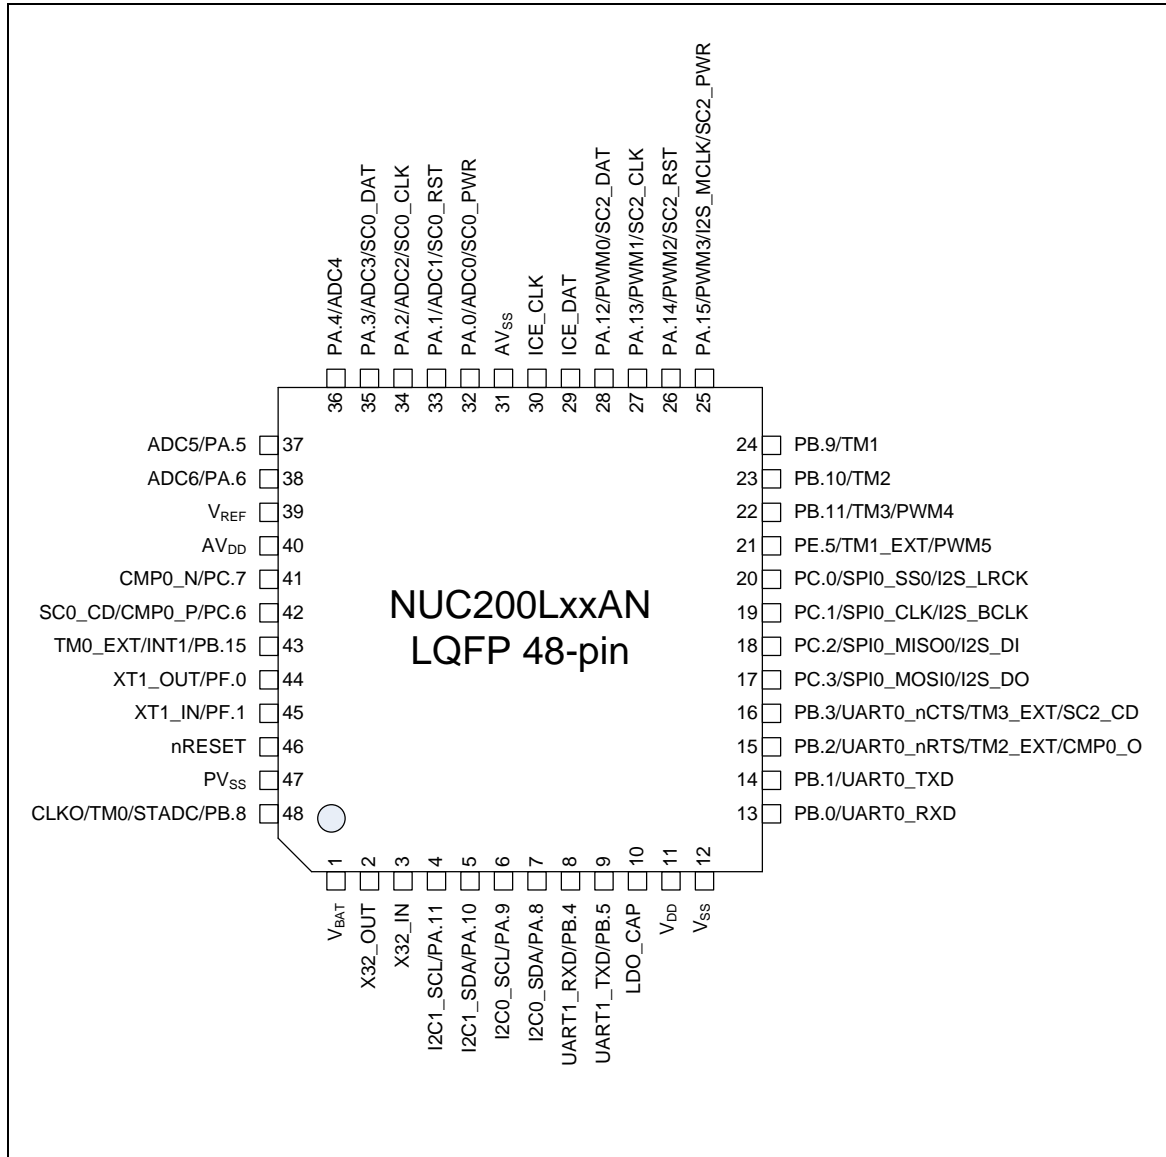 PA.4/ADC4
PA.3/ADC3/SC0_DAT
PA.2/ADC2/SC0_CLK
PA.1/ADC1/SC0_RST
PA.0/ADC0/SC0_PWR
AVSS
ICE_CLK
ICE_DAT
PA.12/PWM0/SC2_DAT
PA.13/PWM1/SC2_CLK
PA.14/PWM2/SC2_RST
PA.15/PWM3/I2S_MCLK/SC2_PWR
36 35 34 33 32 31 30 29 28 27 26 25
ADC5/PA.5 37
ADC6/PA.6 38
VREF 39
AVDD 40
CMP0_N/PC.7 41
SC0_CD/CMP0_P/PC.6 42
TM0_EXT/INT1/PB.15 43
XT1_OUT/PF.0 44
XT1_IN/PF.1 45
nRESET 46
PVSS 47
CLKO/TM0/STADC/PB.8 48
NUC200LxxAN
LQFP 48-pin
24 PB.9/TM1
23 PB.10/TM2
22 PB.11/TM3/PWM4
21 PE.5/TM1_EXT/PWM5
20 PC.0/SPI0_SS0/I2S_LRCK
19 PC.1/SPI0_CLK/I2S_BCLK
18 PC.2/SPI0_MISO0/I2S_DI
17 PC.3/SPI0_MOSI0/I2S_DO
16 PB.3/UART0_nCTS/TM3_EXT/SC2_CD
15 PB.2/UART0_nRTS/TM2_EXT/CMP0_O
14 PB.1/UART0_TXD
13 PB.0/UART0_RXD
1 2 3 4 5 6 7 8 9 10 11 12
VBAT
X32_OUT
X32_IN
I2C1_SCL/PA.11
I2C1_SDA/PA.10
I2C0_SCL/PA.9
I2C0_SDA/PA.8
UART1_RXD/PB.4
UART1_TXD/PB.5
LDO_CAP
VDD
VSS